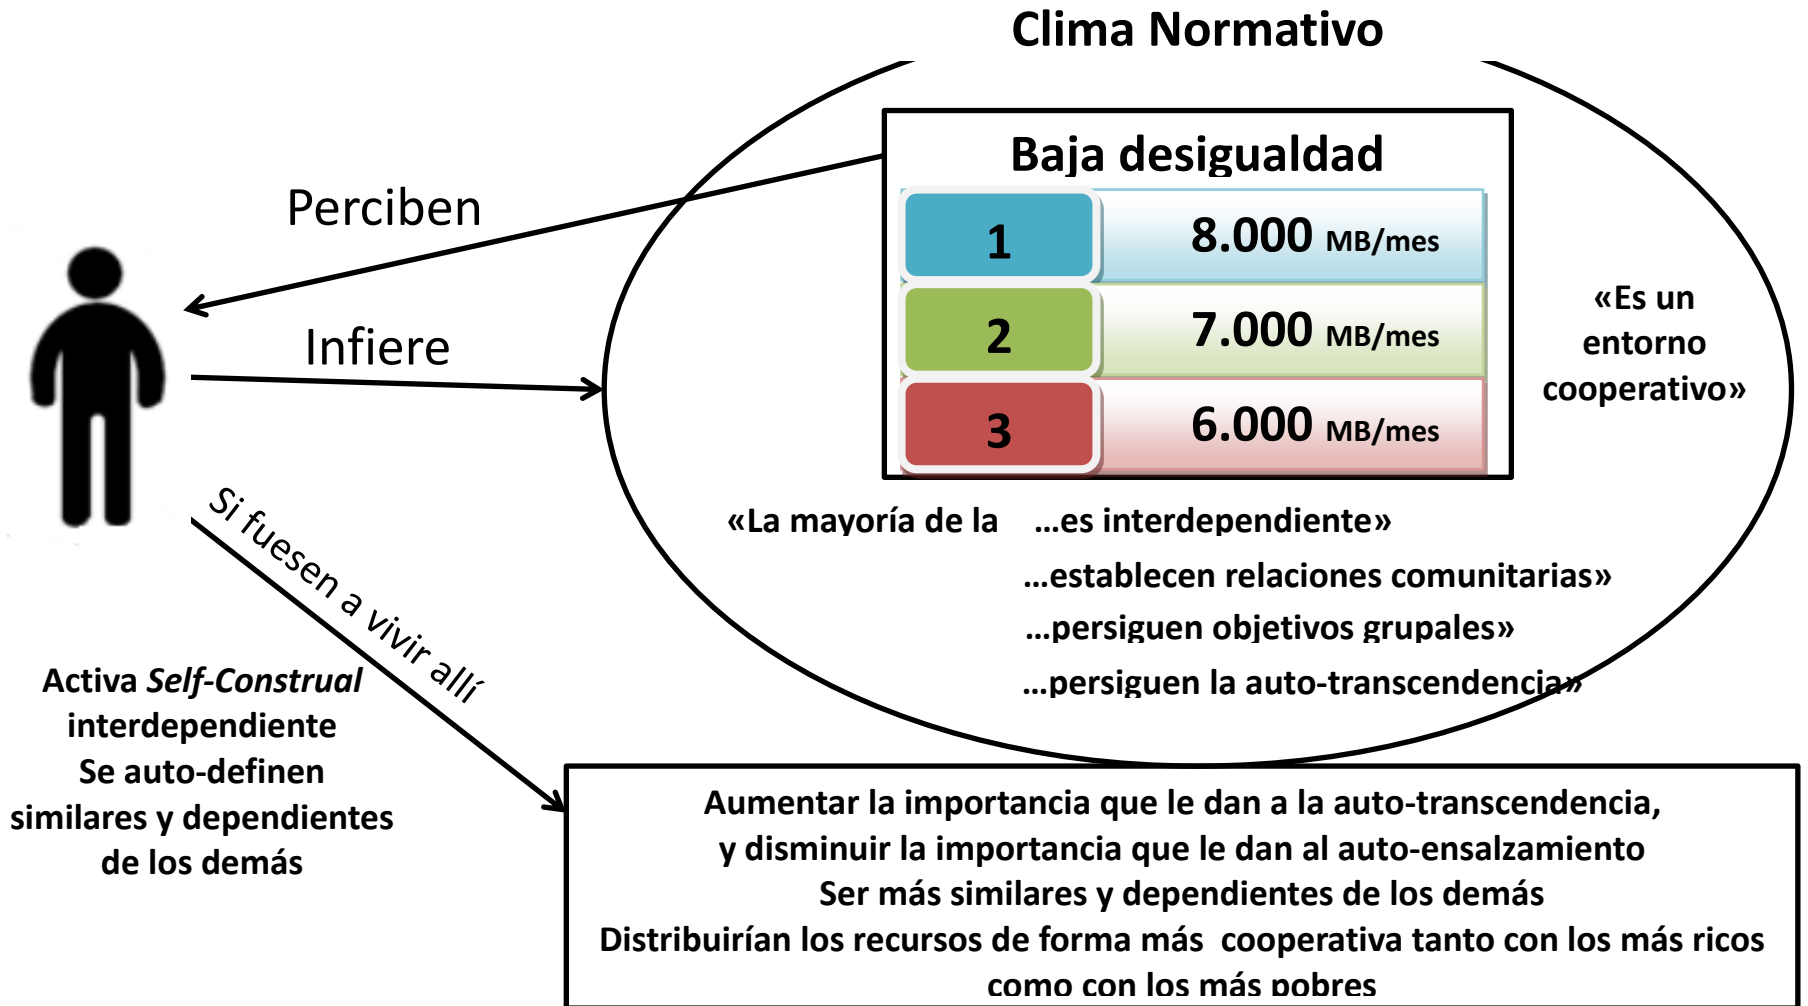 Clima Normativo
Baja desigualdad
Perciben
1 8.000 MB/mes
2 7.000 MB/mes
3 6.000 MB/mes
Infiere
«Es un
entorno
cooperativo»
«La mayoría de la …es interdependiente»
…establecen relaciones comunitarias»
…persiguen objetivos grupales»
…persiguen la auto-transcendencia»
Si fuesen a vivir allí
Activa Self-Construal
interdependiente
Se auto-definen
similares y dependientes
de los demás
Aumentar la importancia que le dan a la auto-transcendencia,
y disminuir la importancia que le dan al auto-ensalzamiento
Ser más similares y dependientes de los demás
Distribuirían los recursos de forma más cooperativa tanto con los más ricos
como con los más pobres